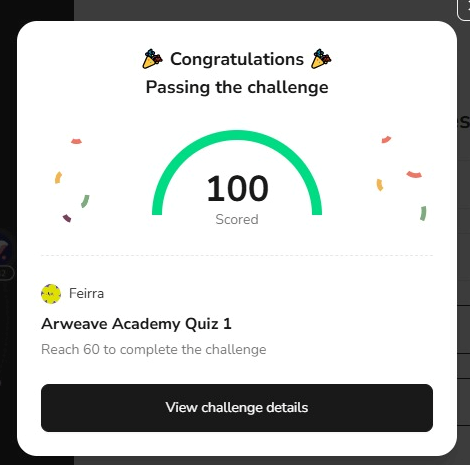 Congratulations
Passing the challenge
100
Scored
Feirra
Arweave Academy Quiz 1
Reach 60 to complete the challenge
View challenge details